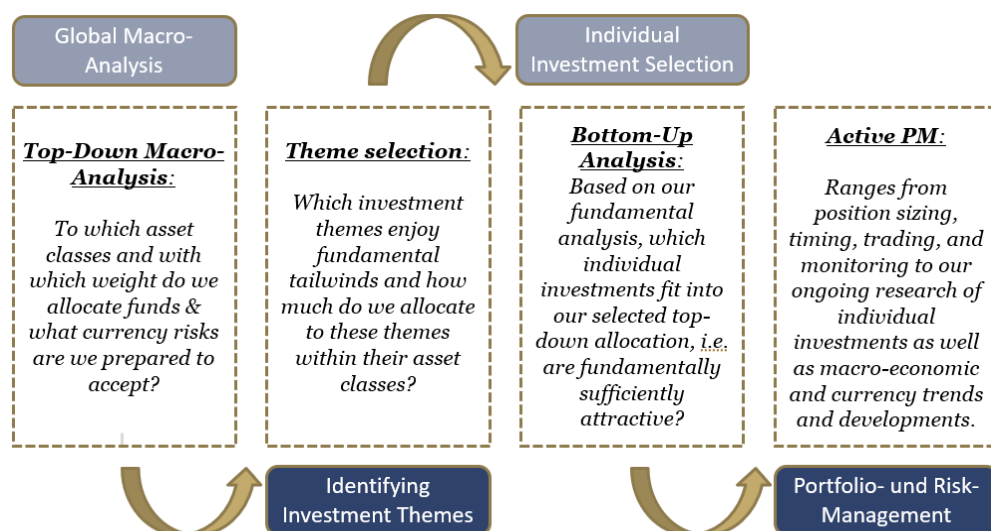 Global Macro-
Analysis
Individual
Investment Selection
Top-Down Macro-
Analysis:
To which asset
classes and with
which weight do we
allocate funds &
what currency risks
are we prepared to
accept?
Theme selection:
Which investment
themes enjoy
fundamental
tailwinds and how
much do we allocate
to these themes
within their asset
classes?
Bottom-Up
Analysis:
Based on our
fundamental
analysis, which
individual
investments fit into
our selected top-
down allocation, i.e.
are fundamentally
sufficiently
attractive?
Active PM:
Ranges from
position sizing,
timing, trading, and
monitoring to our
ongoing research of
individual
investments as well
as macro-economic
and currency trends
and developments.
Identifying
Investment Themes
Portfolio- und Risk-
Management